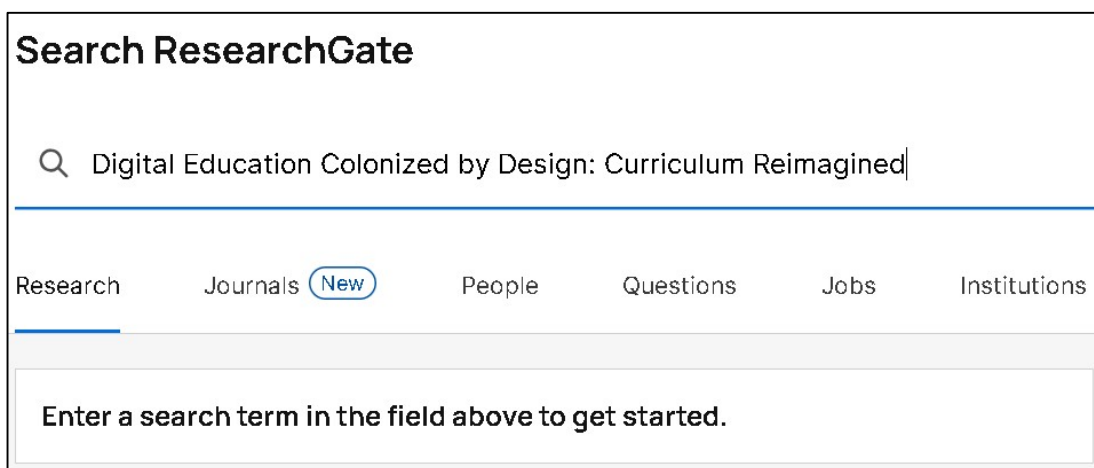 Search ResearchGate
Digital Education Colonized by Design: Curriculum Reimagined
Research Journals New People Questions Jobs Institutions
Enter a search term in the field above to get started.